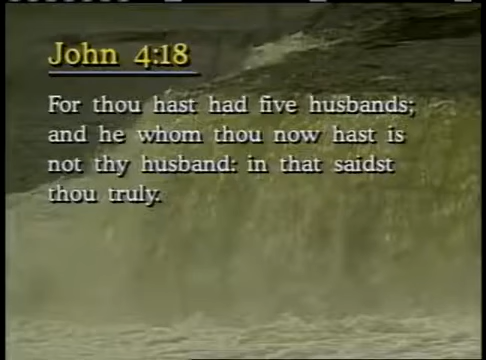 John 4:18
For thou hast had five husbands;
and he whom thou now hast is
not thy husband: in that saidst
thou truly.